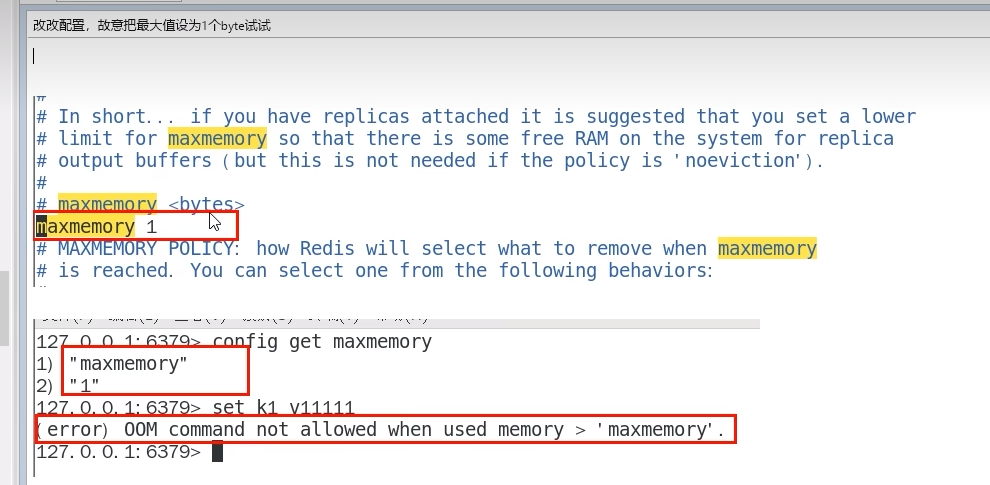 改改配置，故意把最大值设为1个byte试试
#
# In short... if you have replicas attached it is suggested that you set a lower
# limit for maxmemory so that there is some free RAM on the system for replica
# output buffers (but this is not needed if the policy is 'noeviction').
#
# maxmemory <bytes>
maxmemory 1
# MAXMEMORY POLICY: how Redis will select what to remove when maxmemory
# is reached. You can select one from the following behaviors:
127.0.0.1:6379> config get maxmemory
1) "maxmemory"
2) "1"
127.0.0.1:6379> set k1 v11111
(error) OOM command not allowed when used memory > 'maxmemory'.
127.0.0.1:6379>